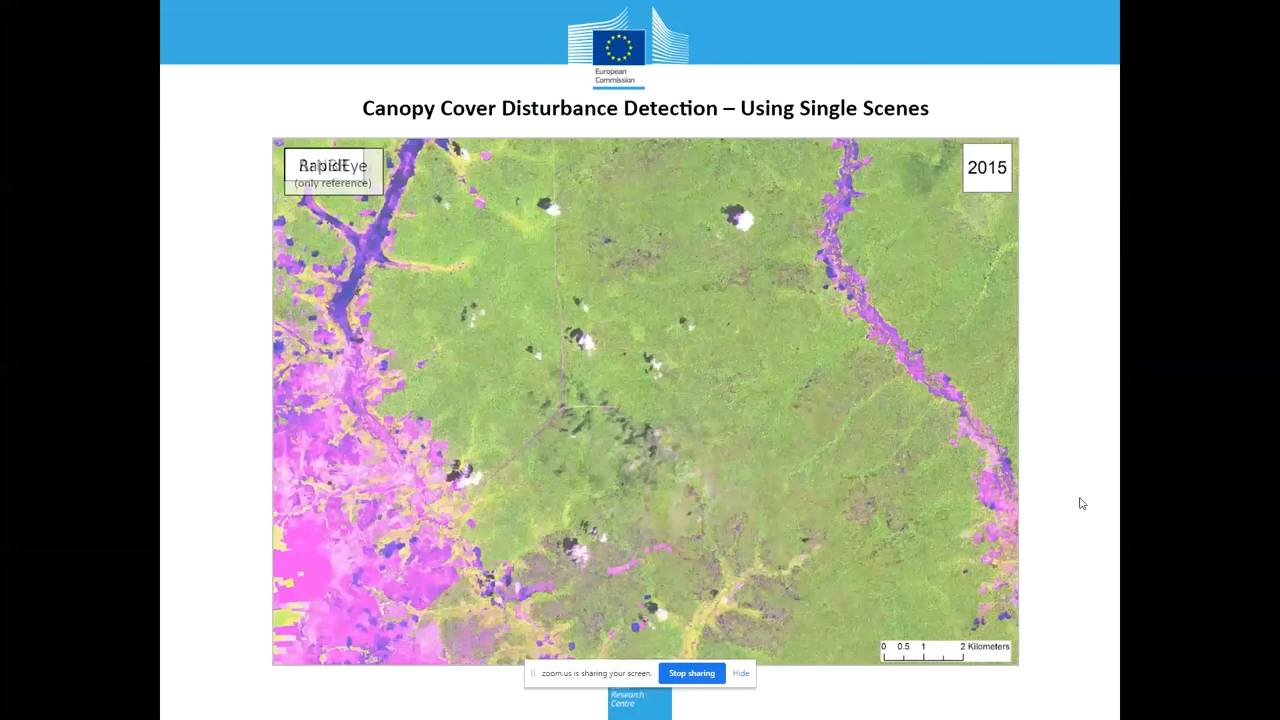 European
Commission
Canopy Cover Disturbance Detection – Using Single Scenes
RapidEye
(only reference)
2015
0 0.5 1 2 Kilometers
zoom.us is sharing your screen.
Stop sharing
Hide
Research
Centre